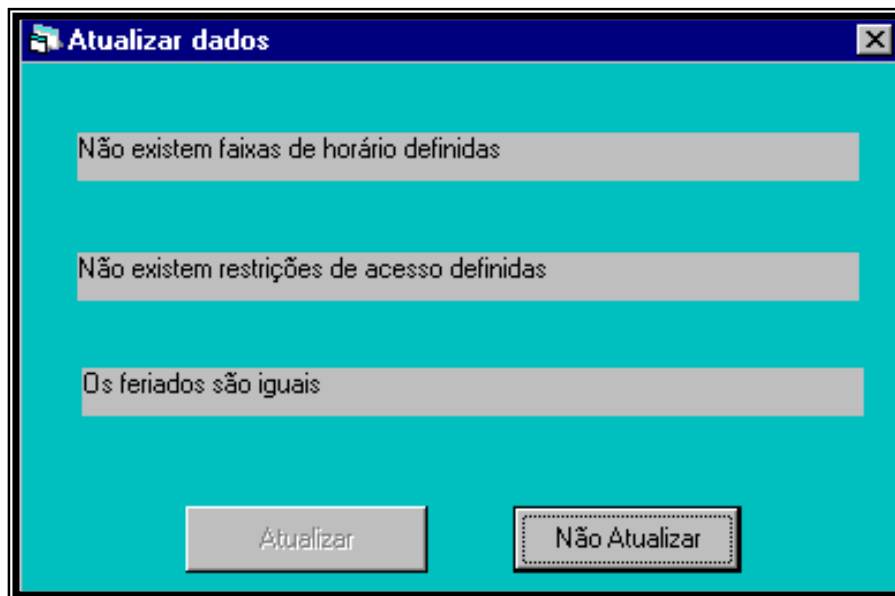 Atualizar dados
Não existem faixas de horário definidas
Não existem restrições de acesso definidas
Os feriados são iguais
Atualizar
Não Atualizar